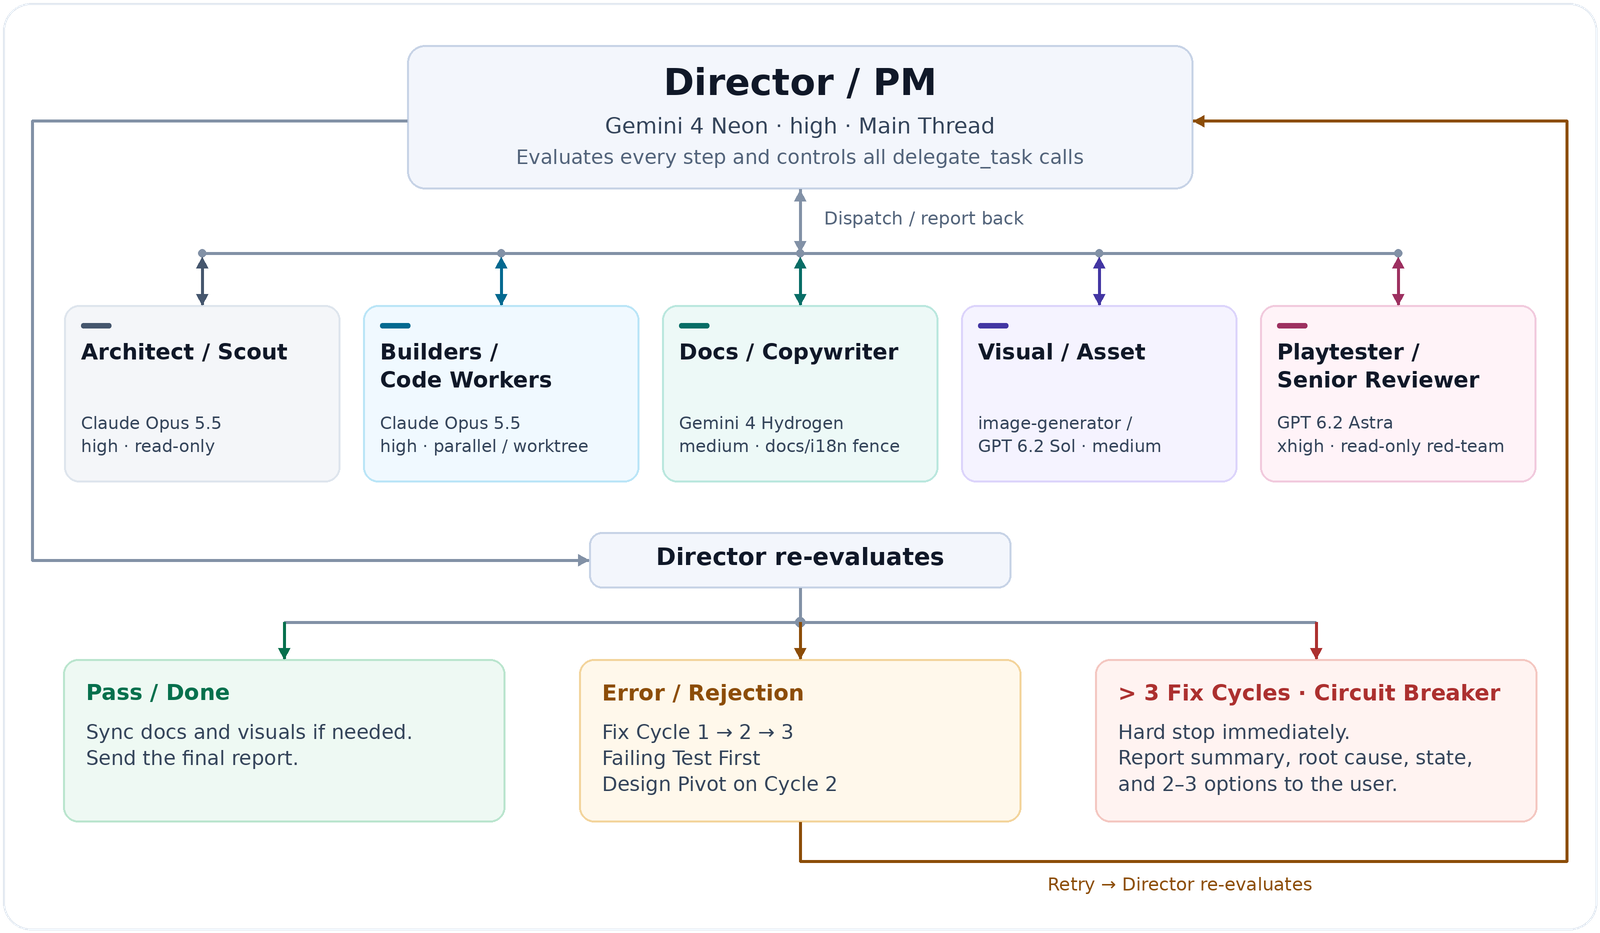 Director / PM
Gemini 4 Neon · high · Main Thread
Evaluates every step and controls all delegate_task calls
Dispatch / report back
Architect / Scout
Claude Opus 5.5
high · read-only
Builders /
Code Workers
Claude Opus 5.5
high · parallel / worktree
Docs / Copywriter
Gemini 4 Hydrogen
medium · docs/i18n fence
Visual / Asset
image-generator /
GPT 6.2 Sol · medium
Playtester /
Senior Reviewer
GPT 6.2 Astra
xhigh · read-only red-team
Director re-evaluates
Pass / Done
Sync docs and visuals if needed.
Send the final report.
Error / Rejection
Fix Cycle 1 → 2 → 3
Failing Test First
Design Pivot on Cycle 2
> 3 Fix Cycles · Circuit Breaker
Hard stop immediately.
Report summary, root cause, state,
and 2–3 options to the user.
Retry → Director re-evaluates